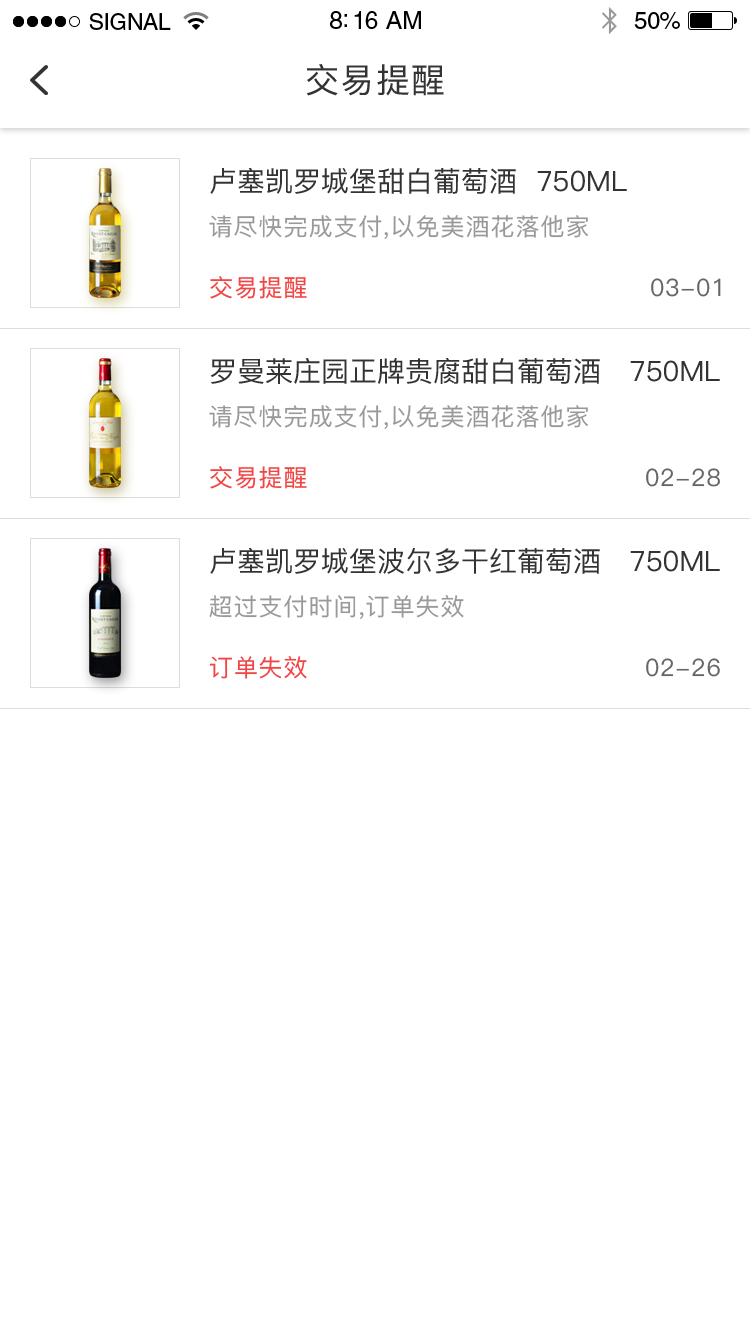 SIGNAL 8:16 AM 50%
交易提醒
卢塞凯罗城堡甜白葡萄酒 750ML
请尽快完成支付,以免美酒花落他家
交易提醒 03-01
罗曼莱庄园正牌贵腐甜白葡萄酒 750ML
请尽快完成支付,以免美酒花落他家
交易提醒 02-28
卢塞凯罗城堡波尔多干红葡萄酒 750ML
超过支付时间,订单失效
订单失效 02-26